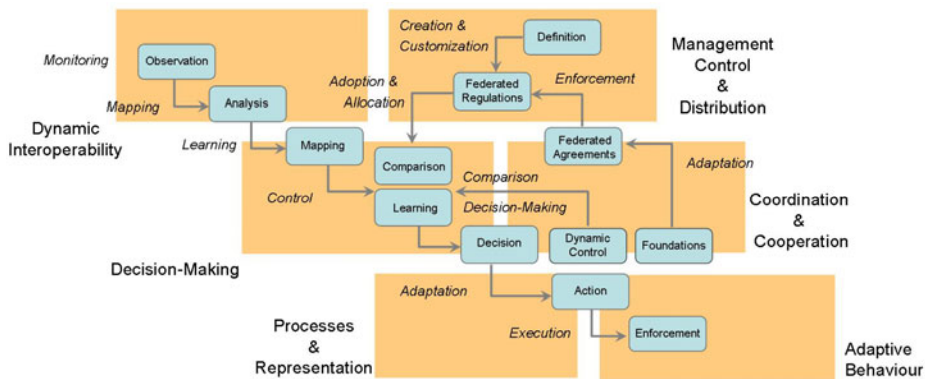 Creation &
Customization
Definition
Management
Control
&
Distribution
Monitoring
Observation
Adoption &
Allocation
Federated
Regulations
Enforcement
Mapping
Analysis
Dynamic
Interoperability
Learning
Mapping
Federated
Agreements
Adaptation
Comparison
Comparison
Control
Learning
Decision-Making
Coordination
&
Cooperation
Decision
Dynamic
Control
Foundations
Decision-Making
Adaptation
Action
Processes
&
Representation
Execution
Enforcement
Adaptive
Behaviour